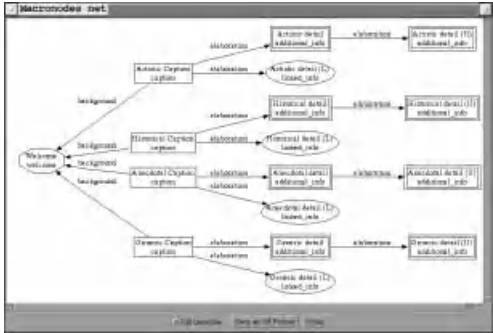 Macronodes net
Artistic detail
additional_info
elaboration
Artistic detail (II)
additional_info
elaboration
Artistic Caption
caption
elaboration
Artistic detail (L)
linked_info
background
Historical detail
additional_info
elaboration
Historical detail (II)
additional_info
elaboration
Historical Caption
caption
background
elaboration
Historical detail (L)
linked_info
Welcome
welcome
background
Anecdotal Caption
caption
elaboration
Anecdotal detail
additional_info
elaboration
Anecdotal detail (II)
additional_info
background
elaboration
Anecdotal detail (L)
linked_info
Generic Caption
caption
elaboration
Generic detail
additional_info
elaboration
Generic detail (II)
additional_info
elaboration
Generic detail (L)
linked_info